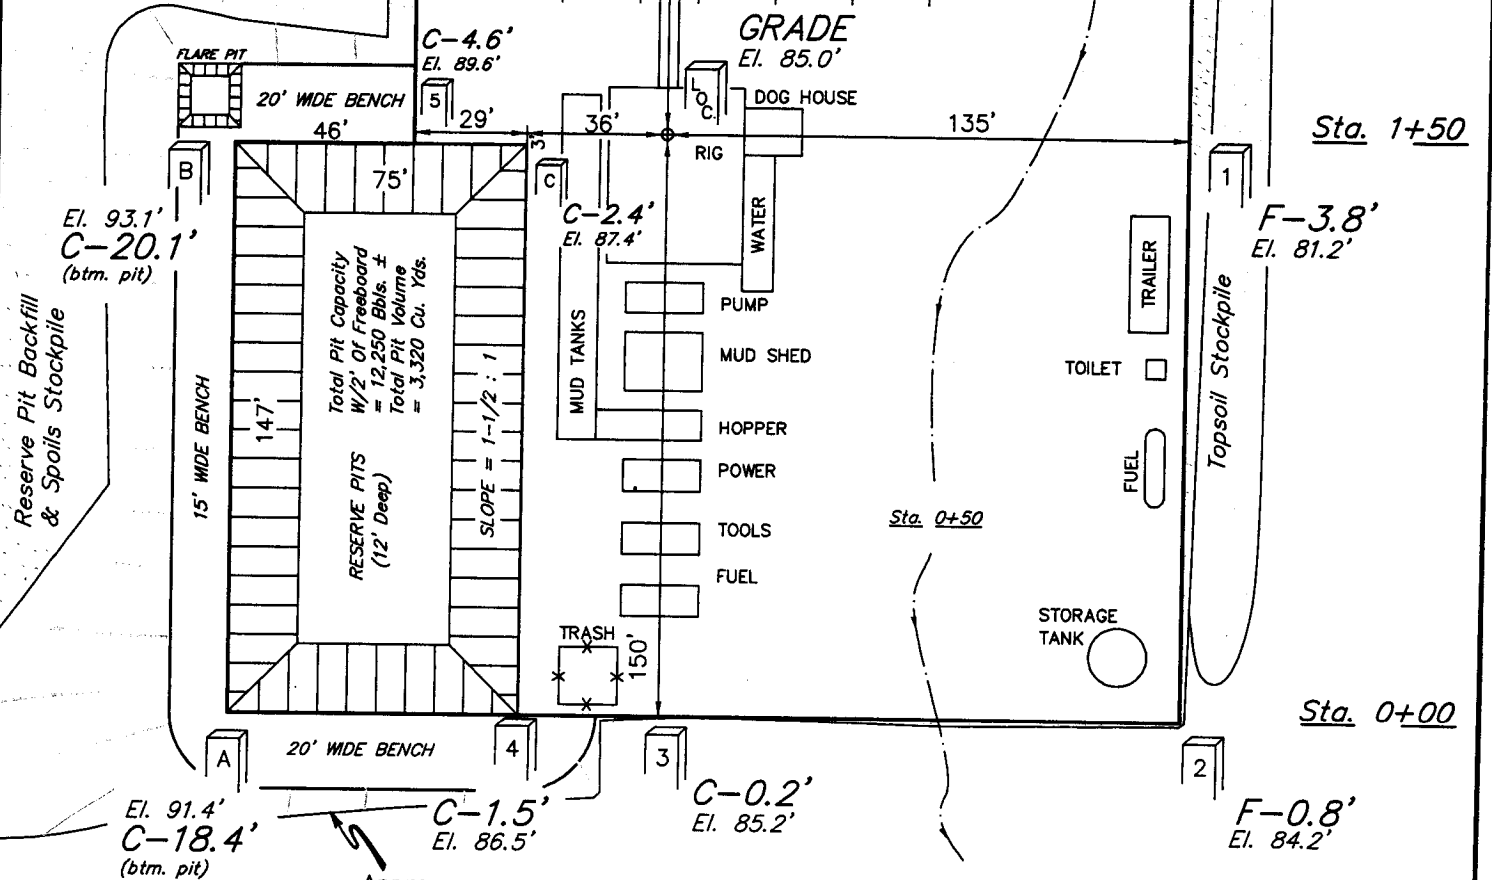 GRADE
El. 85.0'
C-4.6'
El. 89.6'
FLARE PIT
20' WIDE BENCH
5
L
O
C.
DOG HOUSE
46'
29'
3'
36'
135'
Sta. 1+50
RIG
B
75'
C
1
El. 93.1'
C-20.1'
(btm. pit)
C-2.4'
El. 87.4'
WATER
F-3.8'
El. 81.2'
Reserve Pit Backfill
& Spoils Stockpile
15' WIDE BENCH
147'
Total Pit Capacity
W/2' Of Freeboard
= 12,250 Bbls. ±
Total Pit Volume
= 3,320 Cu. Yds.
RESERVE PITS
(12' Deep)
SLOPE = 1-1/2 : 1
MUD TANKS
PUMP
MUD SHED
HOPPER
POWER
TOOLS
FUEL
TRAILER
TOILET
FUEL
Topsoil Stockpile
Sta. 0+50
STORAGE
TANK
TRASH
150'
Sta. 0+00
A
20' WIDE BENCH
4
3
2
El. 91.4'
C-18.4'
(btm. pit)
C-1.5'
El. 86.5'
C-0.2'
El. 85.2'
F-0.8'
El. 84.2'